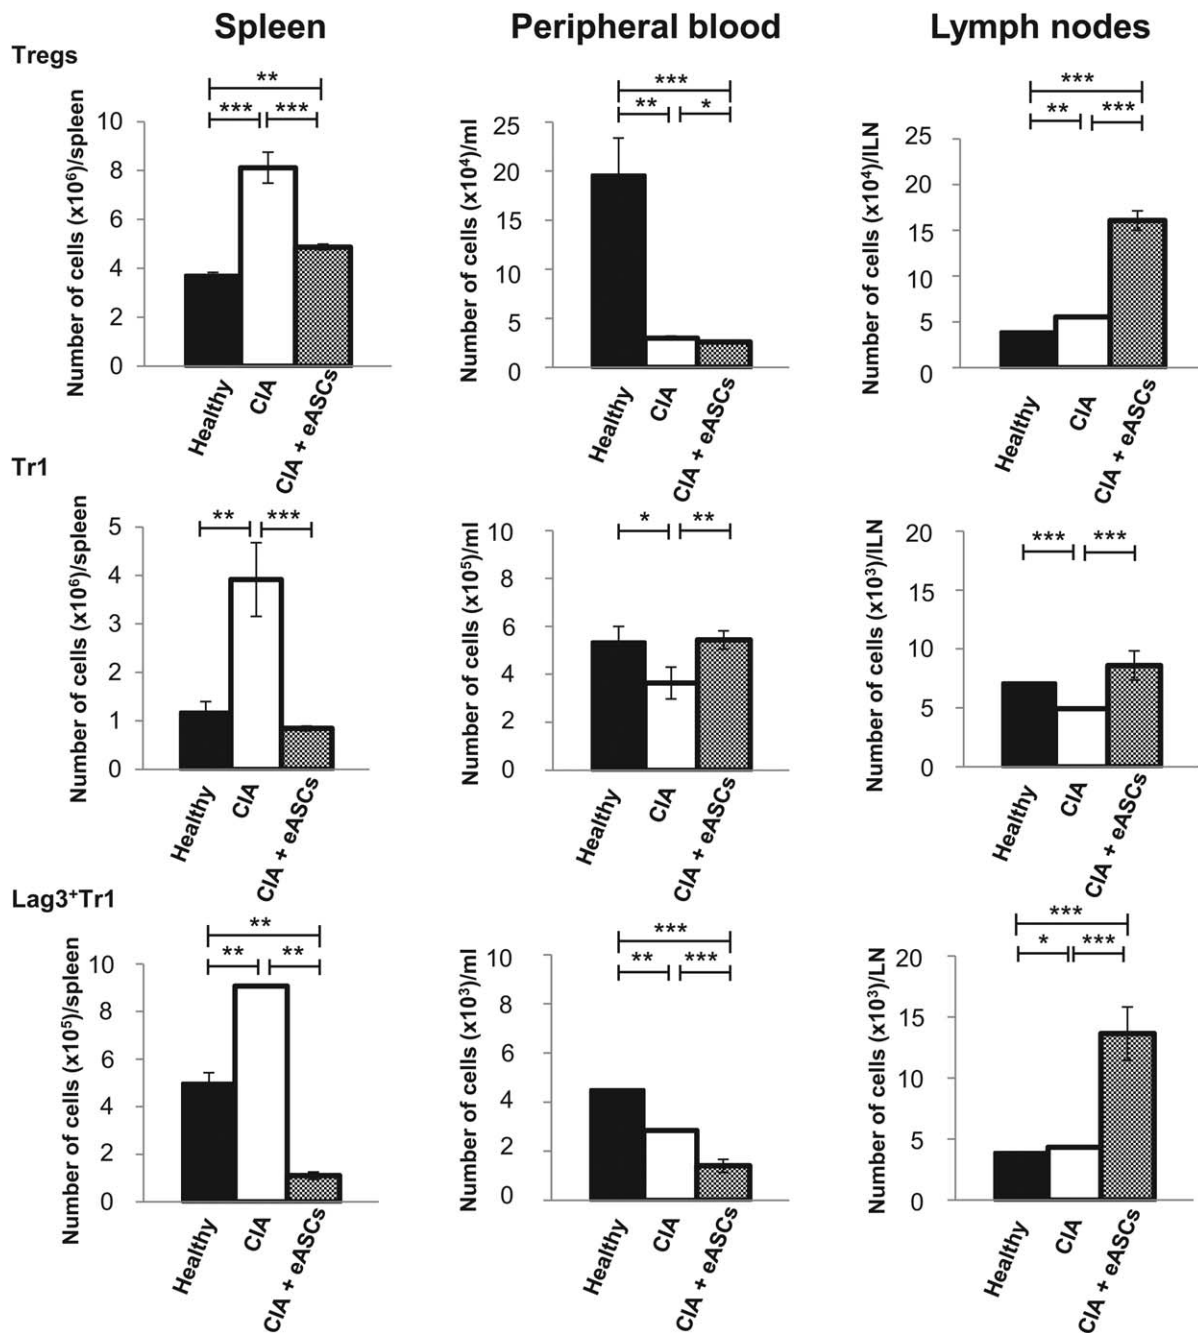 Spleen Peripheral blood Lymph nodes
Tregs
Number of cells (x10⁶)/spleen
10
8
6
4
2
0
**
*** ***
Healthy
CIA
CIA + eASCs
Number of cells (x10⁴)/ml
25
20
15
10
5
0
***
** *
Healthy
CIA
CIA + eASCs
Number of cells (x10⁴)/ILN
25
20
15
10
5
0
***
** ***
Healthy
CIA
CIA + eASCs
Tr1
Number of cells (x10⁶)/spleen
5
4
3
2
1
0
** ***
Healthy
CIA
CIA + eASCs
Number of cells (x10⁵)/ml
10
8
6
4
2
0
* **
Healthy
CIA
CIA + eASCs
Number of cells (x10³)/ILN
20
15
10
5
0
*** ***
Healthy
CIA
CIA + eASCs
Lag3⁺Tr1
Number of cells (x10⁵)/spleen
10
8
6
4
2
0
**
** **
Healthy
CIA
CIA + eASCs
Number of cells (x10³)/ml
10
8
6
4
2
0
***
** ***
Healthy
CIA
CIA + eASCs
Number of cells (x10³)/LN
20
15
10
5
0
***
* ***
Healthy
CIA
CIA + eASCs